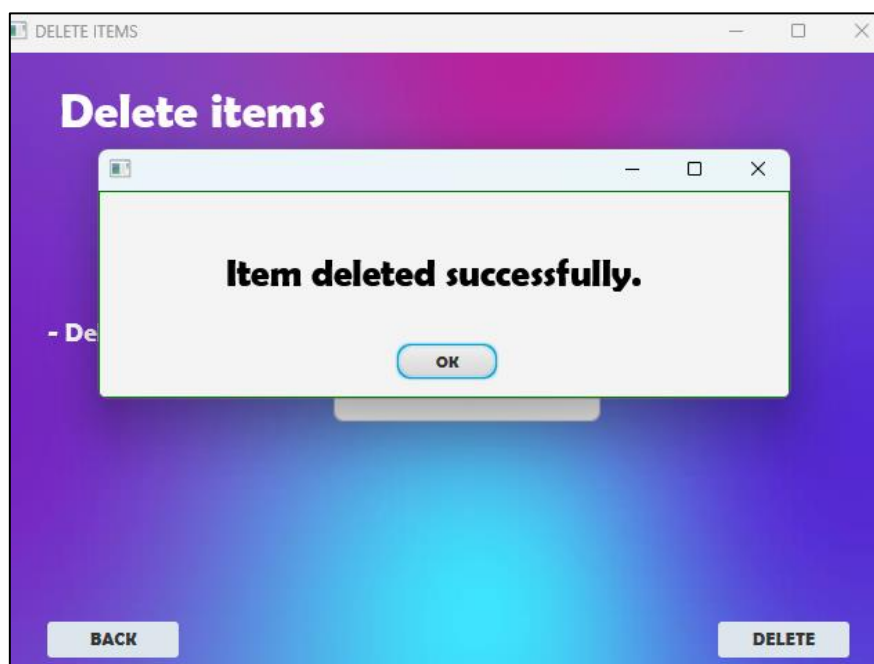 DELETE ITEMS
Delete items
Item deleted successfully.
- De
OK
BACK
DELETE